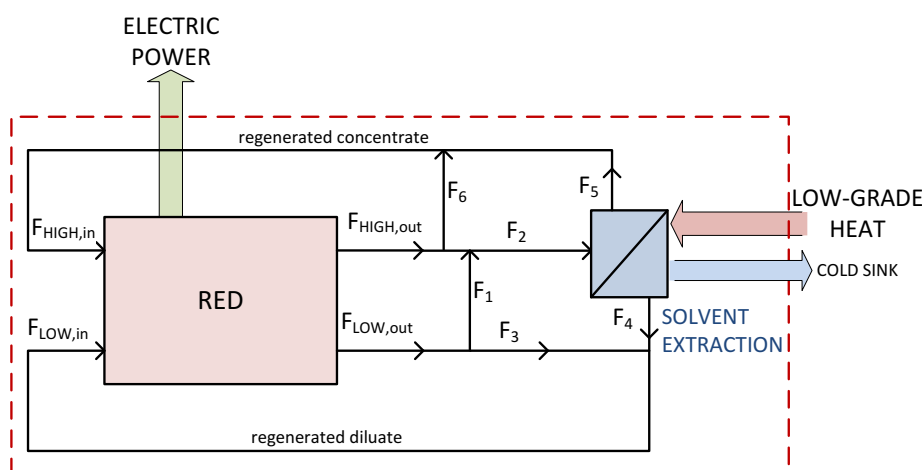 ELECTRIC
POWER
regenerated concentrate
F5
F6
LOW-GRADE
HEAT
FHIGH,in
FHIGH,out
F2
COLD SINK
RED
F1
FLOW,in
FLOW,out
F3
F4
SOLVENT
EXTRACTION
regenerated diluate